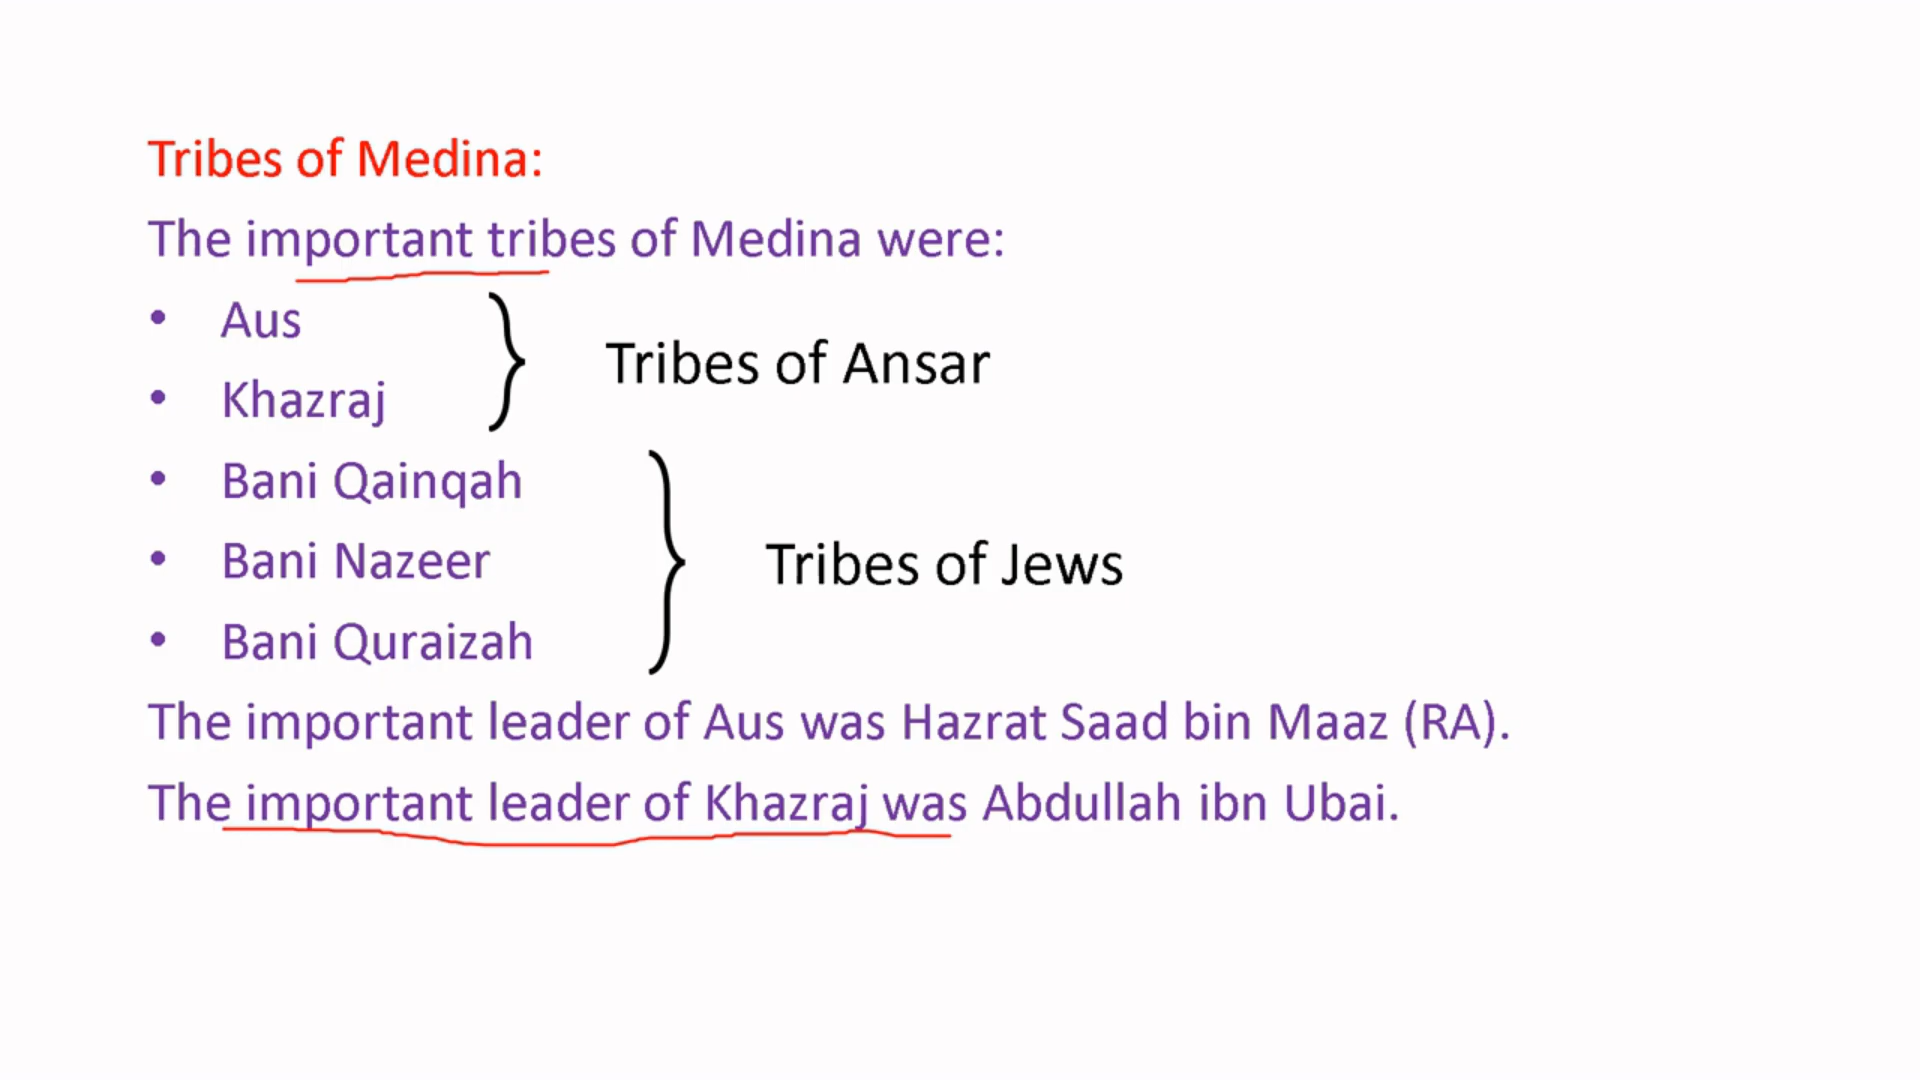 Tribes of Medina:
The important tribes of Medina were:
• Aus
• Khazraj
Tribes of Ansar
• Bani Qainqah
• Bani Nazeer
• Bani Quraizah
Tribes of Jews
The important leader of Aus was Hazrat Saad bin Maaz (RA).
The important leader of Khazraj was Abdullah ibn Ubai.